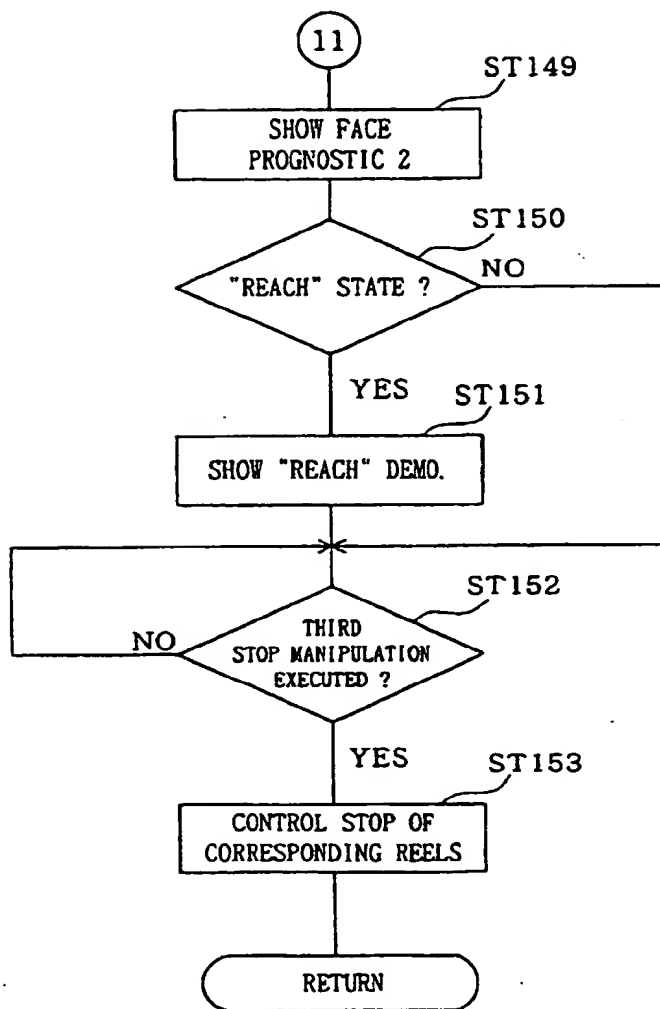 11
ST149
SHOW FACE
PROGNOSTIC 2
ST150
"REACH" STATE ?
NO
YES
ST151
SHOW "REACH" DEMO.
ST152
THIRD
STOP MANIPULATION
EXECUTED ?
NO
YES
ST153
CONTROL STOP OF
CORRESPONDING REELS
RETURN